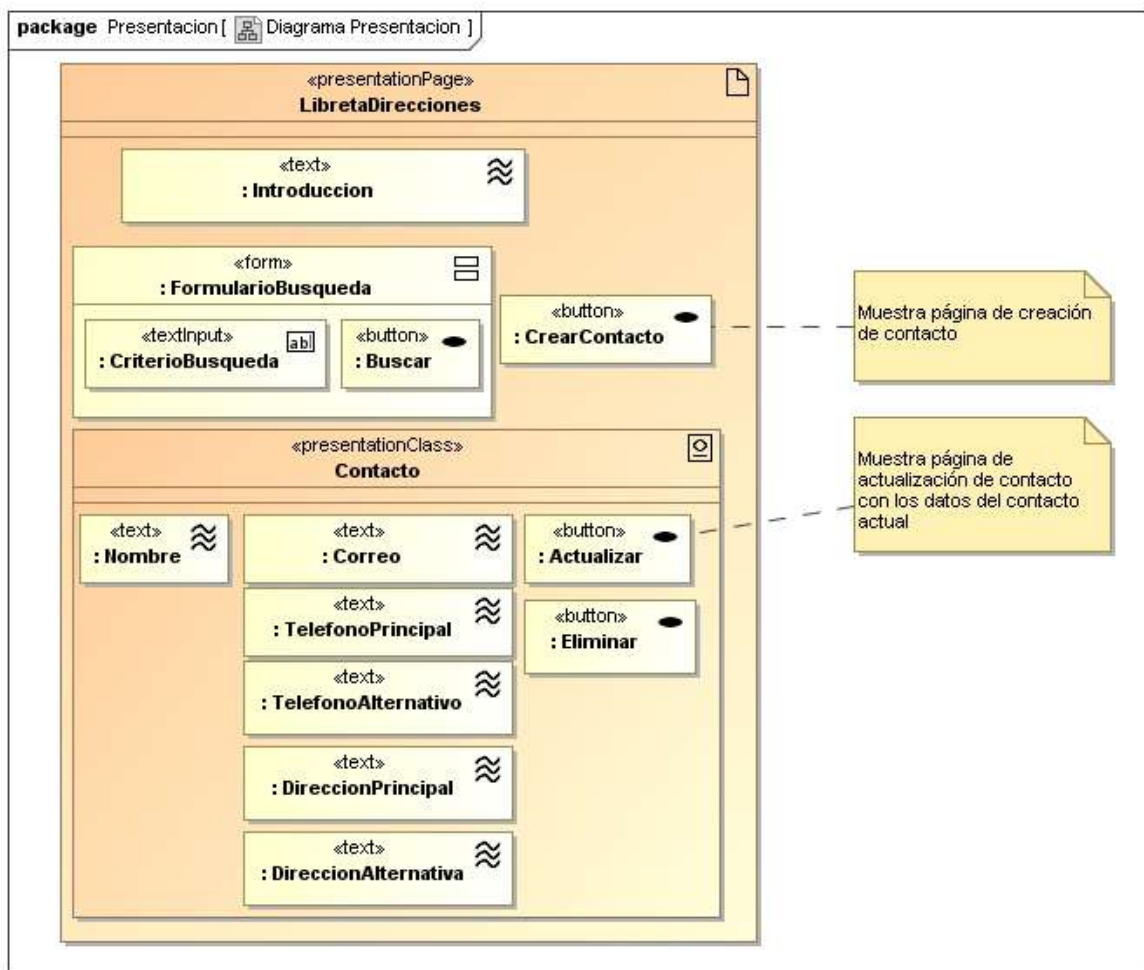 package Presentacion [ Diagrama Presentacion ]
«presentationPage»
LibretaDirecciones
«text»
: Introduccion
«form»
: FormularioBusqueda
«textInput»
: CriterioBusqueda
ab
«button»
: Buscar
«button»
: CrearContacto
Muestra página de creación
de contacto
«presentationClass»
Contacto
«text»
: Nombre
«text»
: Correo
«text»
: TelefonoPrincipal
«text»
: TelefonoAlternativo
«text»
: DireccionPrincipal
«text»
: DireccionAlternativa
«button»
: Actualizar
«button»
: Eliminar
Muestra página de
actualización de contacto
con los datos del contacto
actual